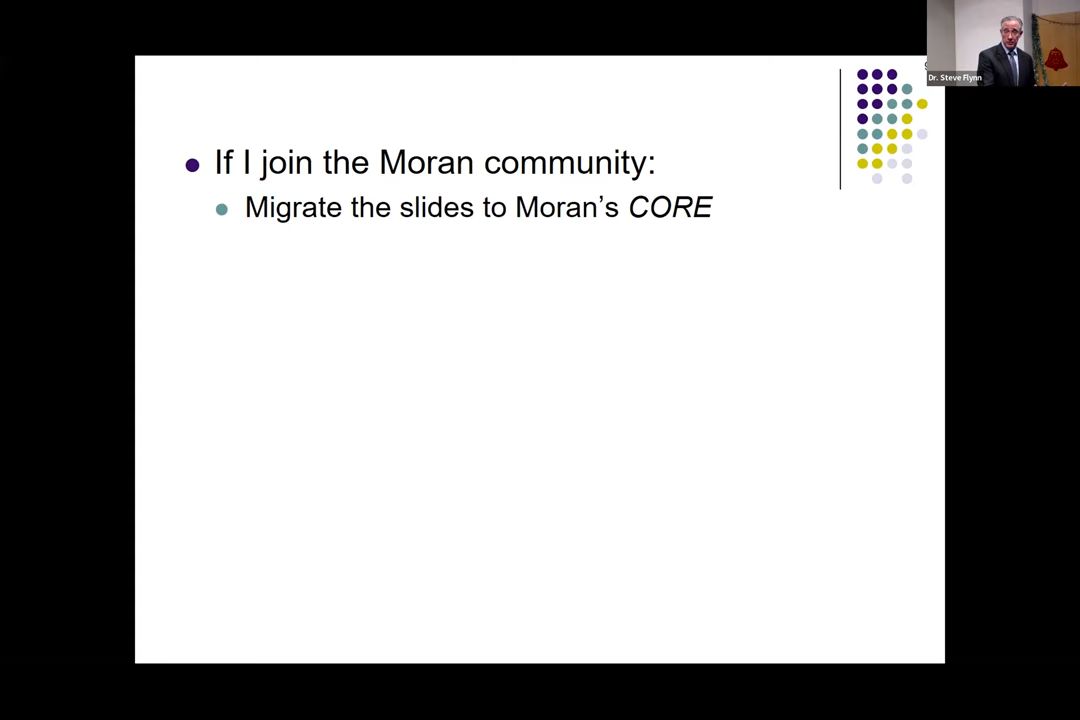 If I join the Moran community:
Migrate the slides to Moran’s CORE
Dr. Steve Flynn